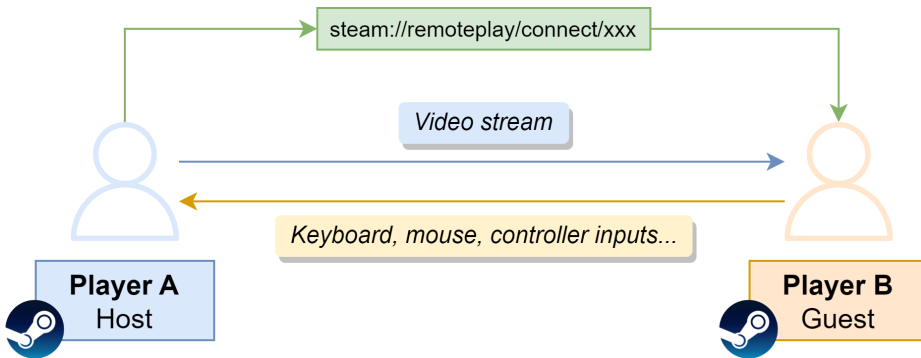 steam://remoteplay/connect/xxx
Video stream
Keyboard, mouse, controller inputs...
Player A
Host
Player B
Guest